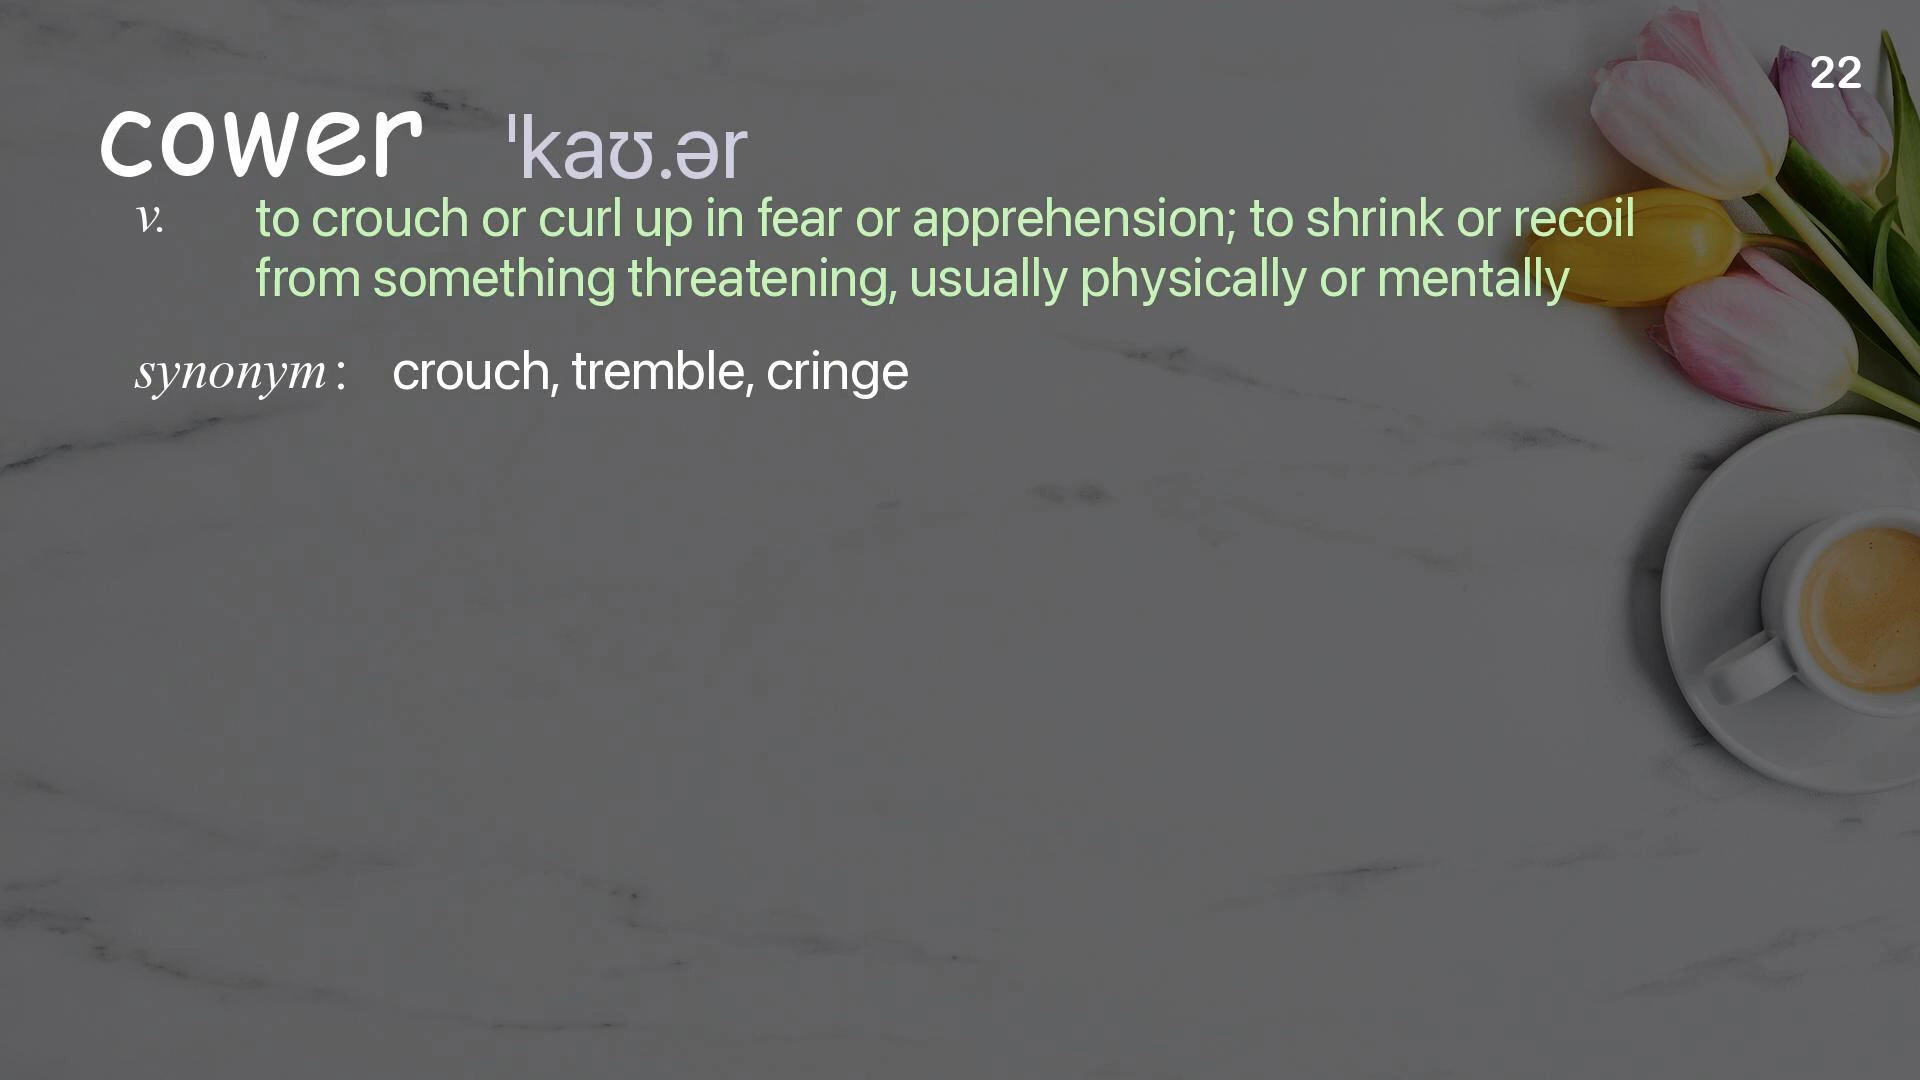 22
cower ˈkaʊ.ər
v. to crouch or curl up in fear or apprehension; to shrink or recoil
from something threatening, usually physically or mentally
synonym : crouch, tremble, cringe